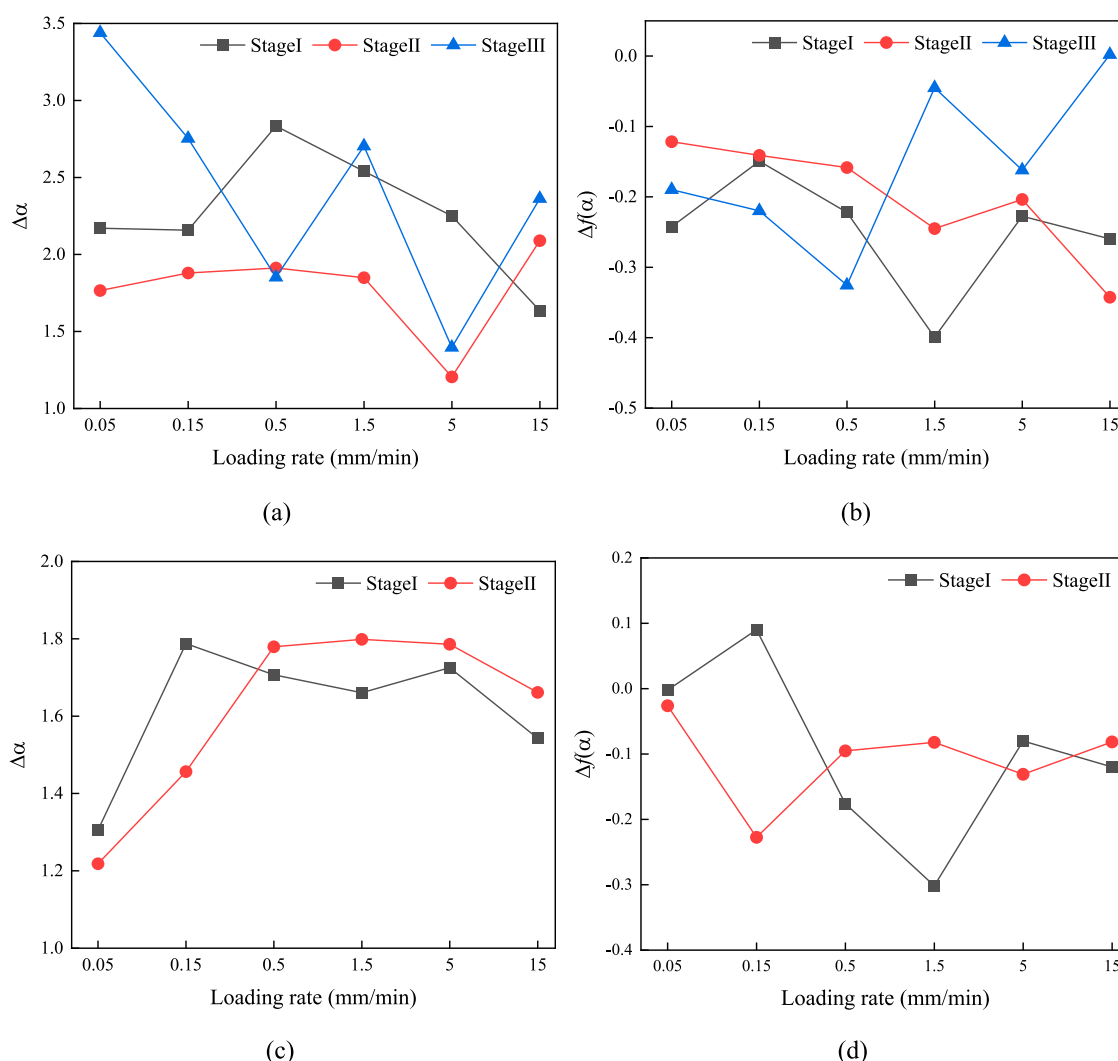 StageI StageII StageIII
3.5
3.0
2.5
2.0
1.5
1.0
Δα
0.05 0.15 0.5 1.5 5 15
Loading rate (mm/min)
(a)
StageI StageII StageIII
0.0
-0.1
-0.2
-0.3
-0.4
-0.5
Δf(α)
0.05 0.15 0.5 1.5 5 15
Loading rate (mm/min)
(b)
StageI StageII
2.0
1.8
1.6
1.4
1.2
1.0
Δα
0.05 0.15 0.5 1.5 5 15
Loading rate (mm/min)
(c)
StageI StageII
0.2
0.1
0.0
-0.1
-0.2
-0.3
-0.4
Δf(α)
0.05 0.15 0.5 1.5 5 15
Loading rate (mm/min)
(d)